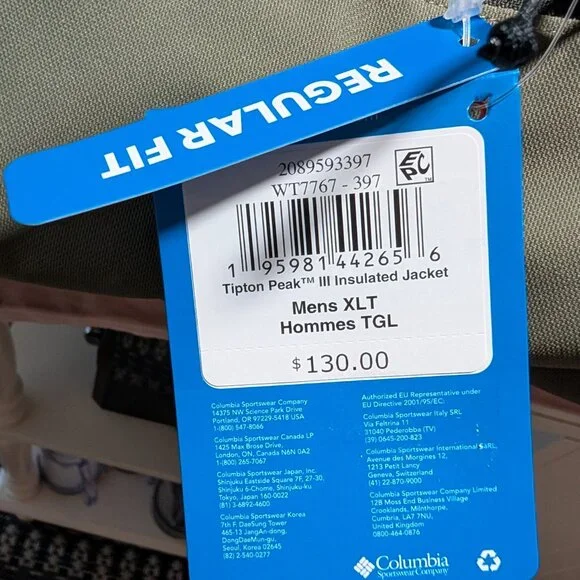 REGULAR FIT
2089593397
WT7767 - 397
EPC™
1 95981 44265 6
Tipton Peak™ III Insulated Jacket
Mens XLT
Hommes TGL
$130.00
Columbia Sportswear Company
14375 NW Science Park Drive
Portland, OR 97229-5418 USA
1-(800) 547-8066
Columbia Sportswear Canada LP
1425 Max Brose Drive,
London, ON, Canada N6N 0A2
1-(800) 265-7067
Columbia Sportswear Japan, Inc.
Shinjuku Eastside Square 7F, 27-30,
Shinjuku 6-Chome, Shinjuku-ku
Tokyo, Japan 160-0022
(81) 3-6892-4600
Columbia Sportswear Korea
7th F. DaeSung Tower
465-13 JangAn-dong,
DongDaeMun-gu,
Seoul, Korea 02645
(82) 2-540-0277
Authorized EU Representative under
EU Directive 2001/95/EC:
Columbia Sportswear Italy SRL
Via Feltrina 11
31040 Pederobba (TV)
(39) 0645-200-823
Columbia Sportswear International SARL,
Avenue des Morgines 12,
1213 Petit Lancy
Geneva, Switzerland
(41) 22-870-9000
Columbia Sportswear Company Limited
12B Moss End Business Village
Crooklands, Milnthorpe,
Cumbria, LA7 7NU,
United Kingdom
0800-464-0876
Columbia
Sportswear Company